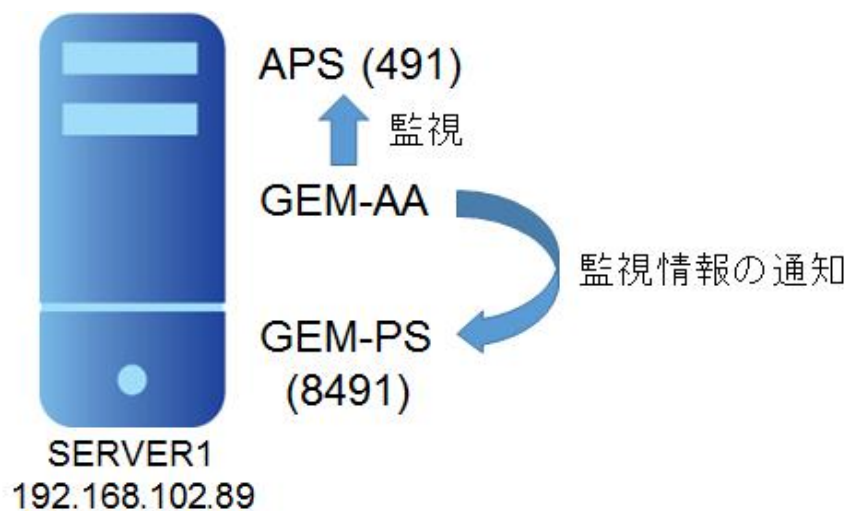 APS (491)
監視
GEM-AA
監視情報の通知
GEM-PS
(8491)
SERVER1
192.168.102.89